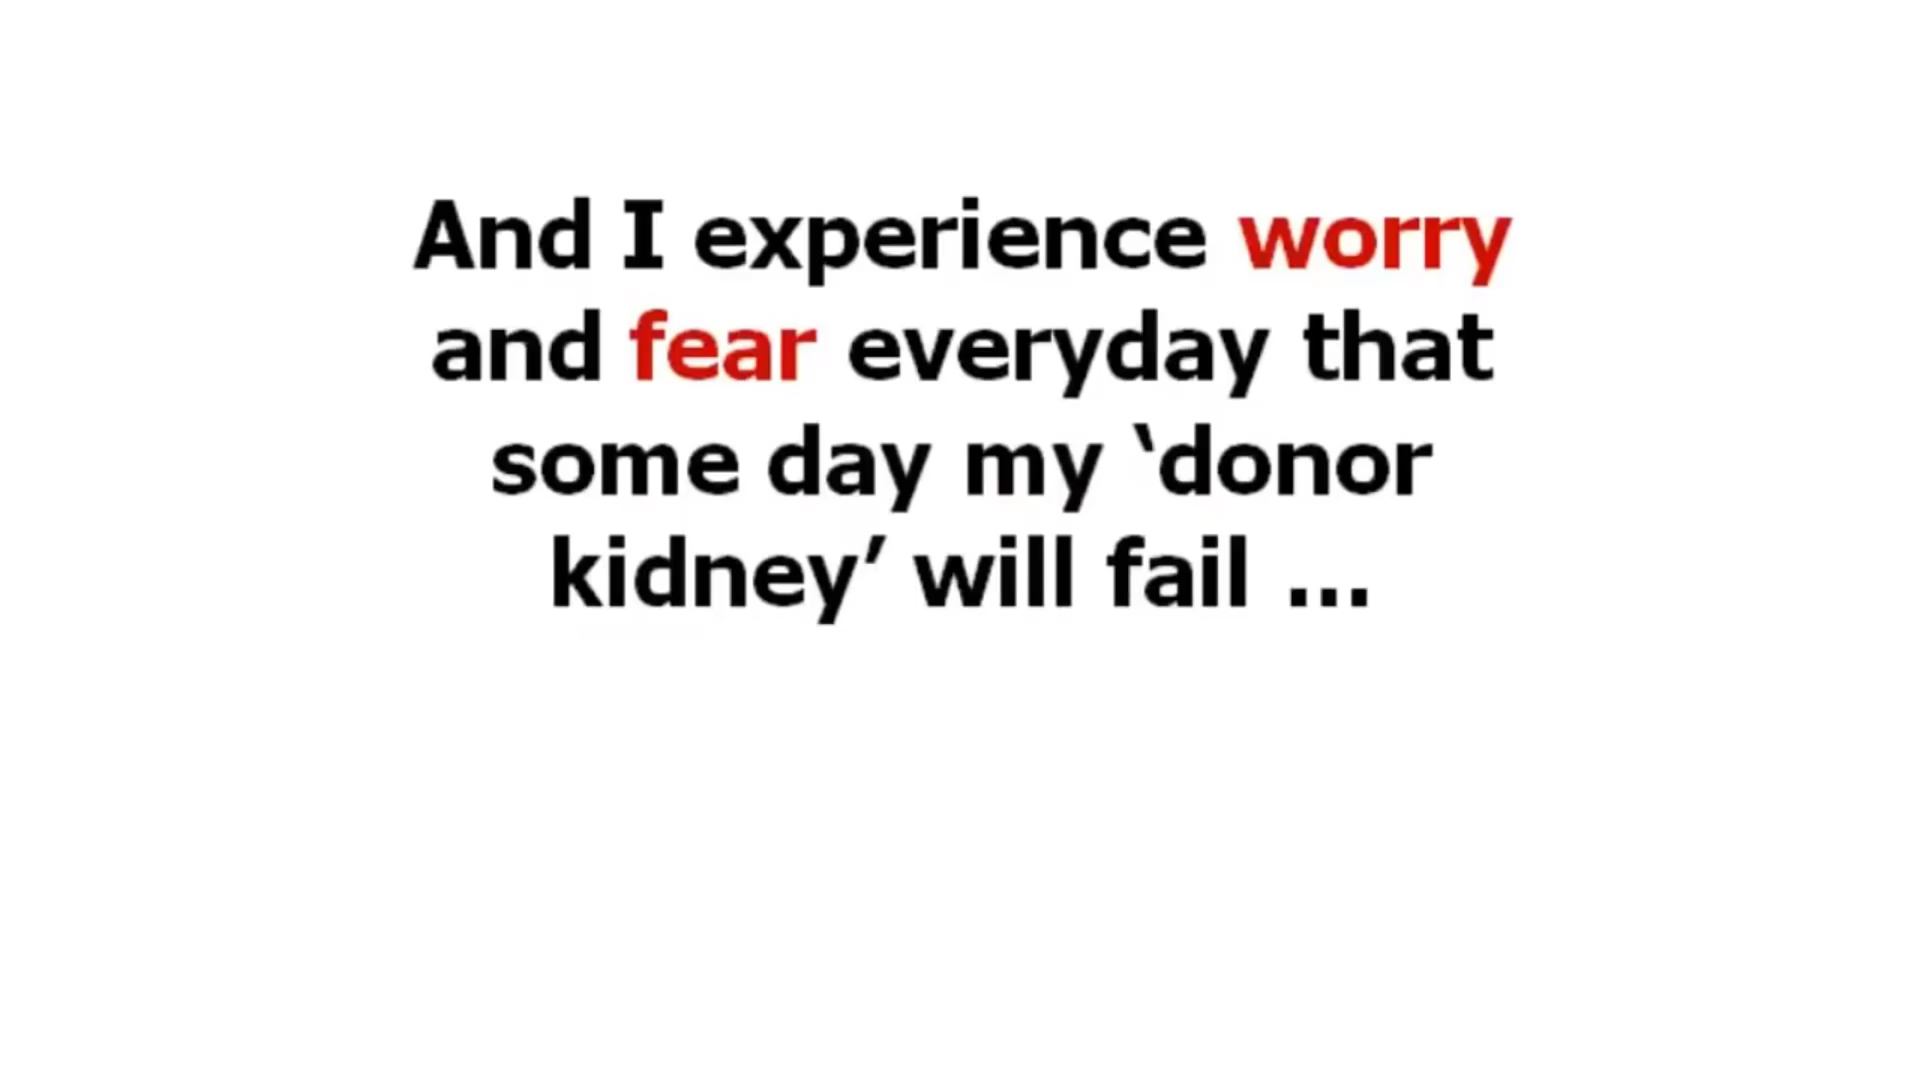 And I experience worry
and fear everyday that
some day my ‘donor
kidney’ will fail ...